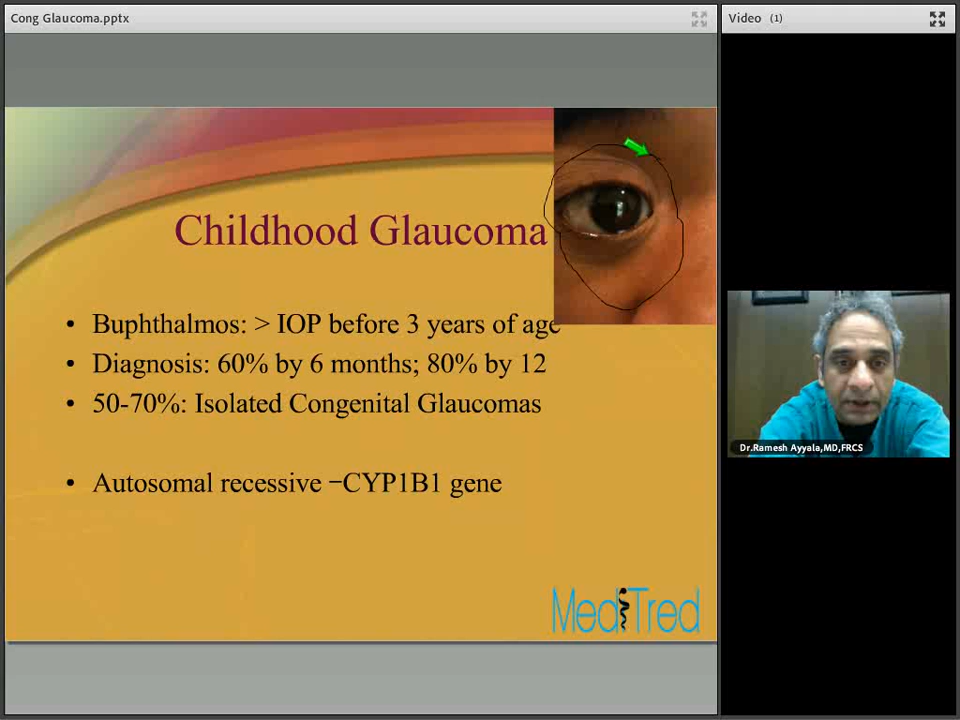 Cong Glaucoma.pptx
Video (1)
Childhood Glaucoma
• Buphthalmos: > IOP before 3 years of age
• Diagnosis: 60% by 6 months; 80% by 12
• 50-70%: Isolated Congenital Glaucomas
• Autosomal recessive –CYP1B1 gene
MediTred
Dr.Ramesh Ayyala,MD,FRCS